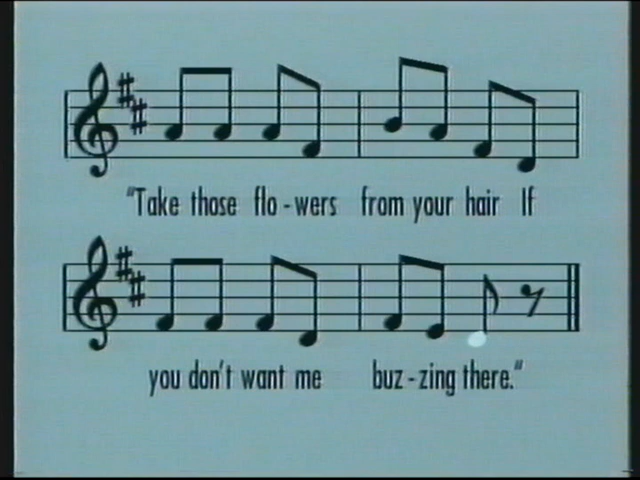 "Take those flo-wers from your hair If
you don't want me buz-zing there."